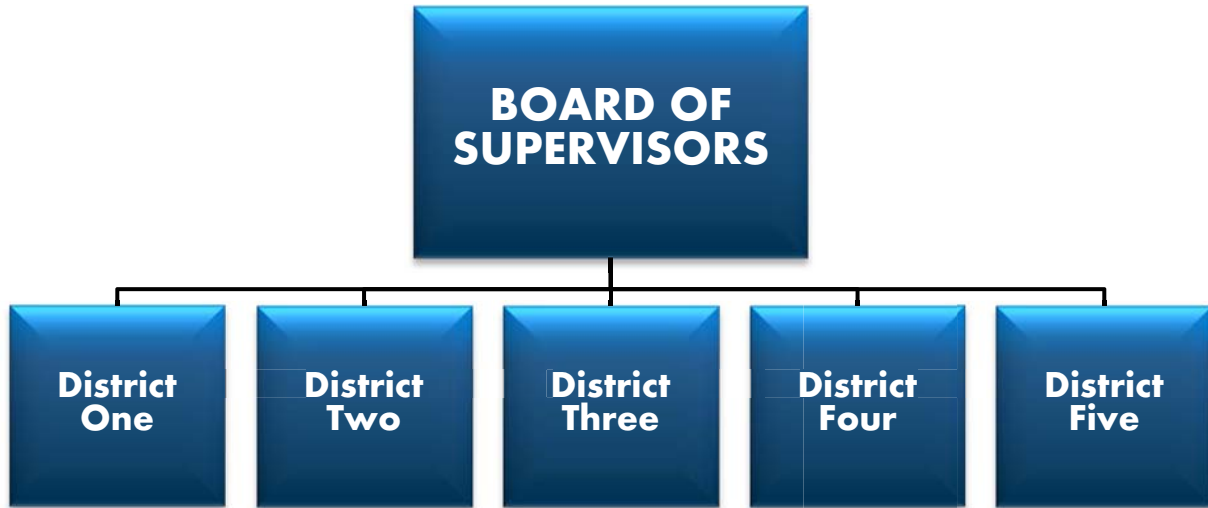 BOARD OF
SUPERVISORS
District
One
District
Two
District
Three
District
Four
District
Five